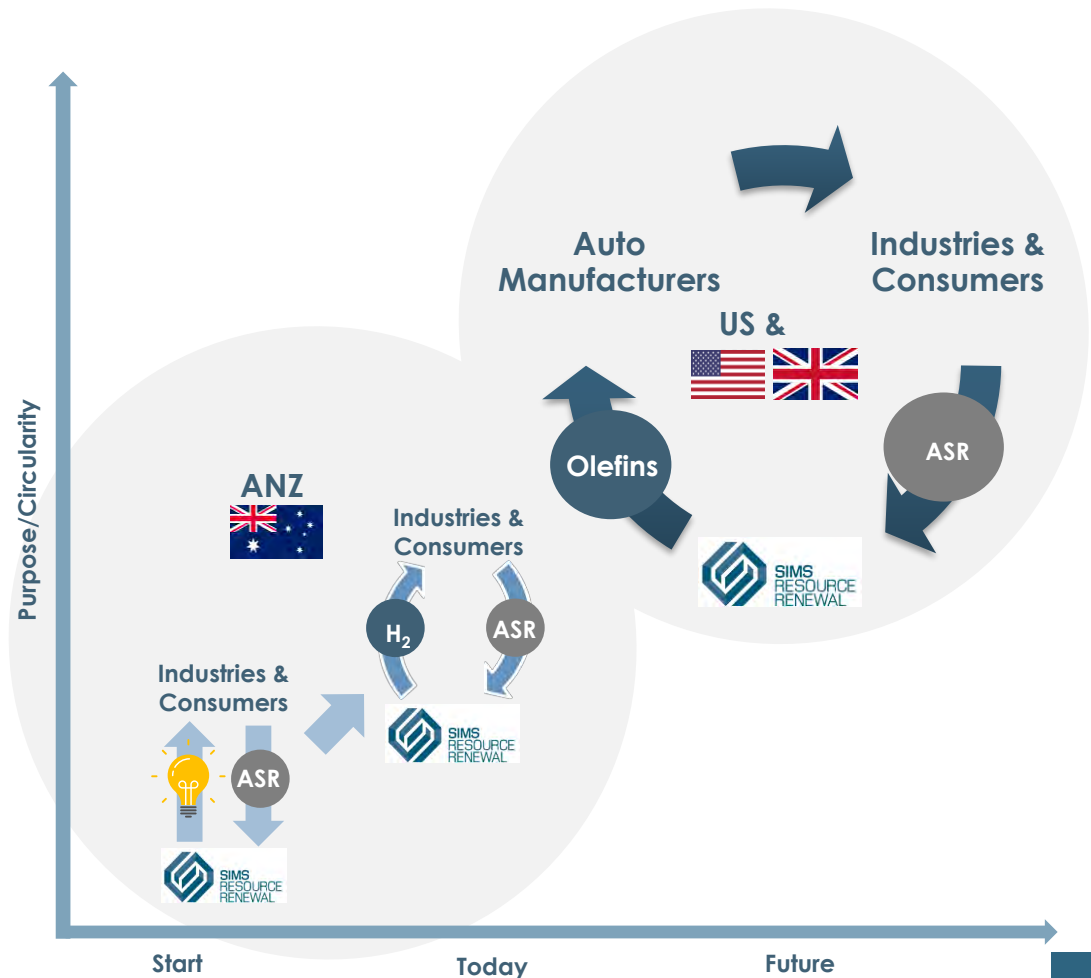 Purpose/Circularity
Auto
Manufacturers
Industries &
Consumers
US &
Olefins
ASR
SIMS
RESOURCE
RENEWAL
ANZ
Industries &
Consumers
H₂
ASR
SIMS
RESOURCE
RENEWAL
Industries &
Consumers
ASR
SIMS
RESOURCE
RENEWAL
Start
Today
Future